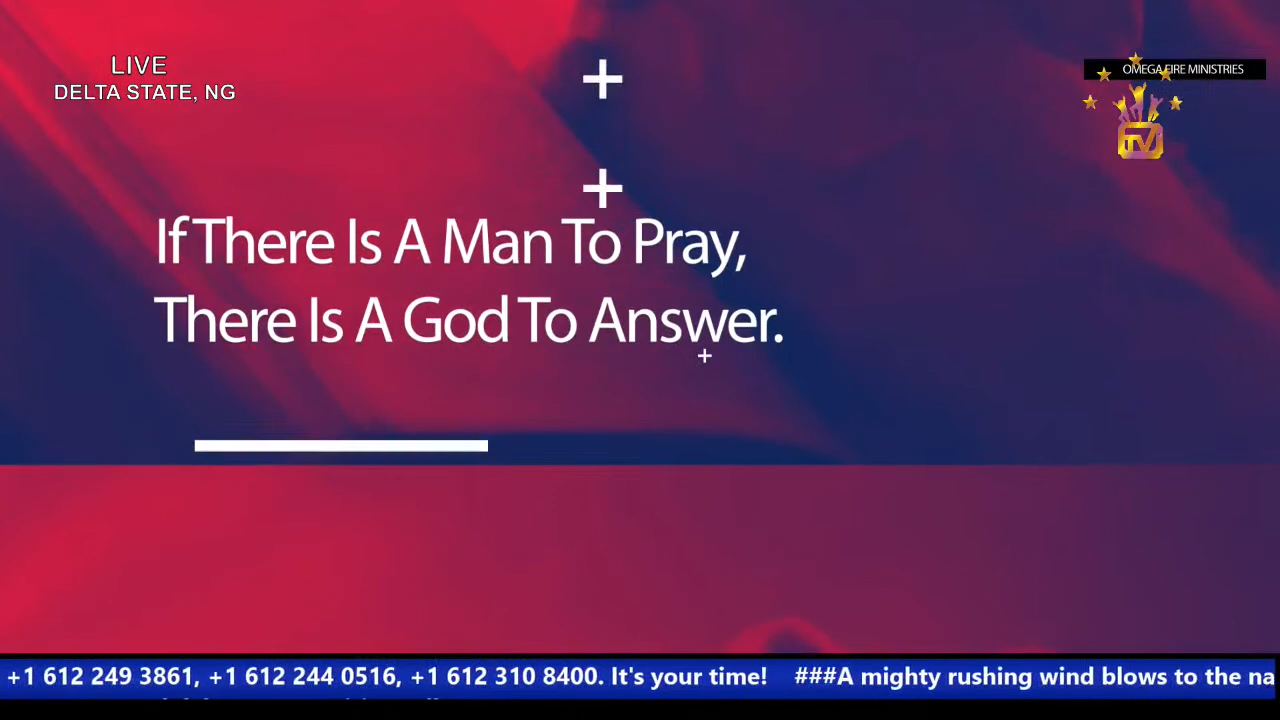 LIVE
DELTA STATE, NG
OMEGA FIRE MINISTRIES
TV
If There Is A Man To Pray,
There Is A God To Answer.
+1 612 249 3861, +1 612 244 0516, +1 612 310 8400. It's your time! ###A mighty rushing wind blows to the na